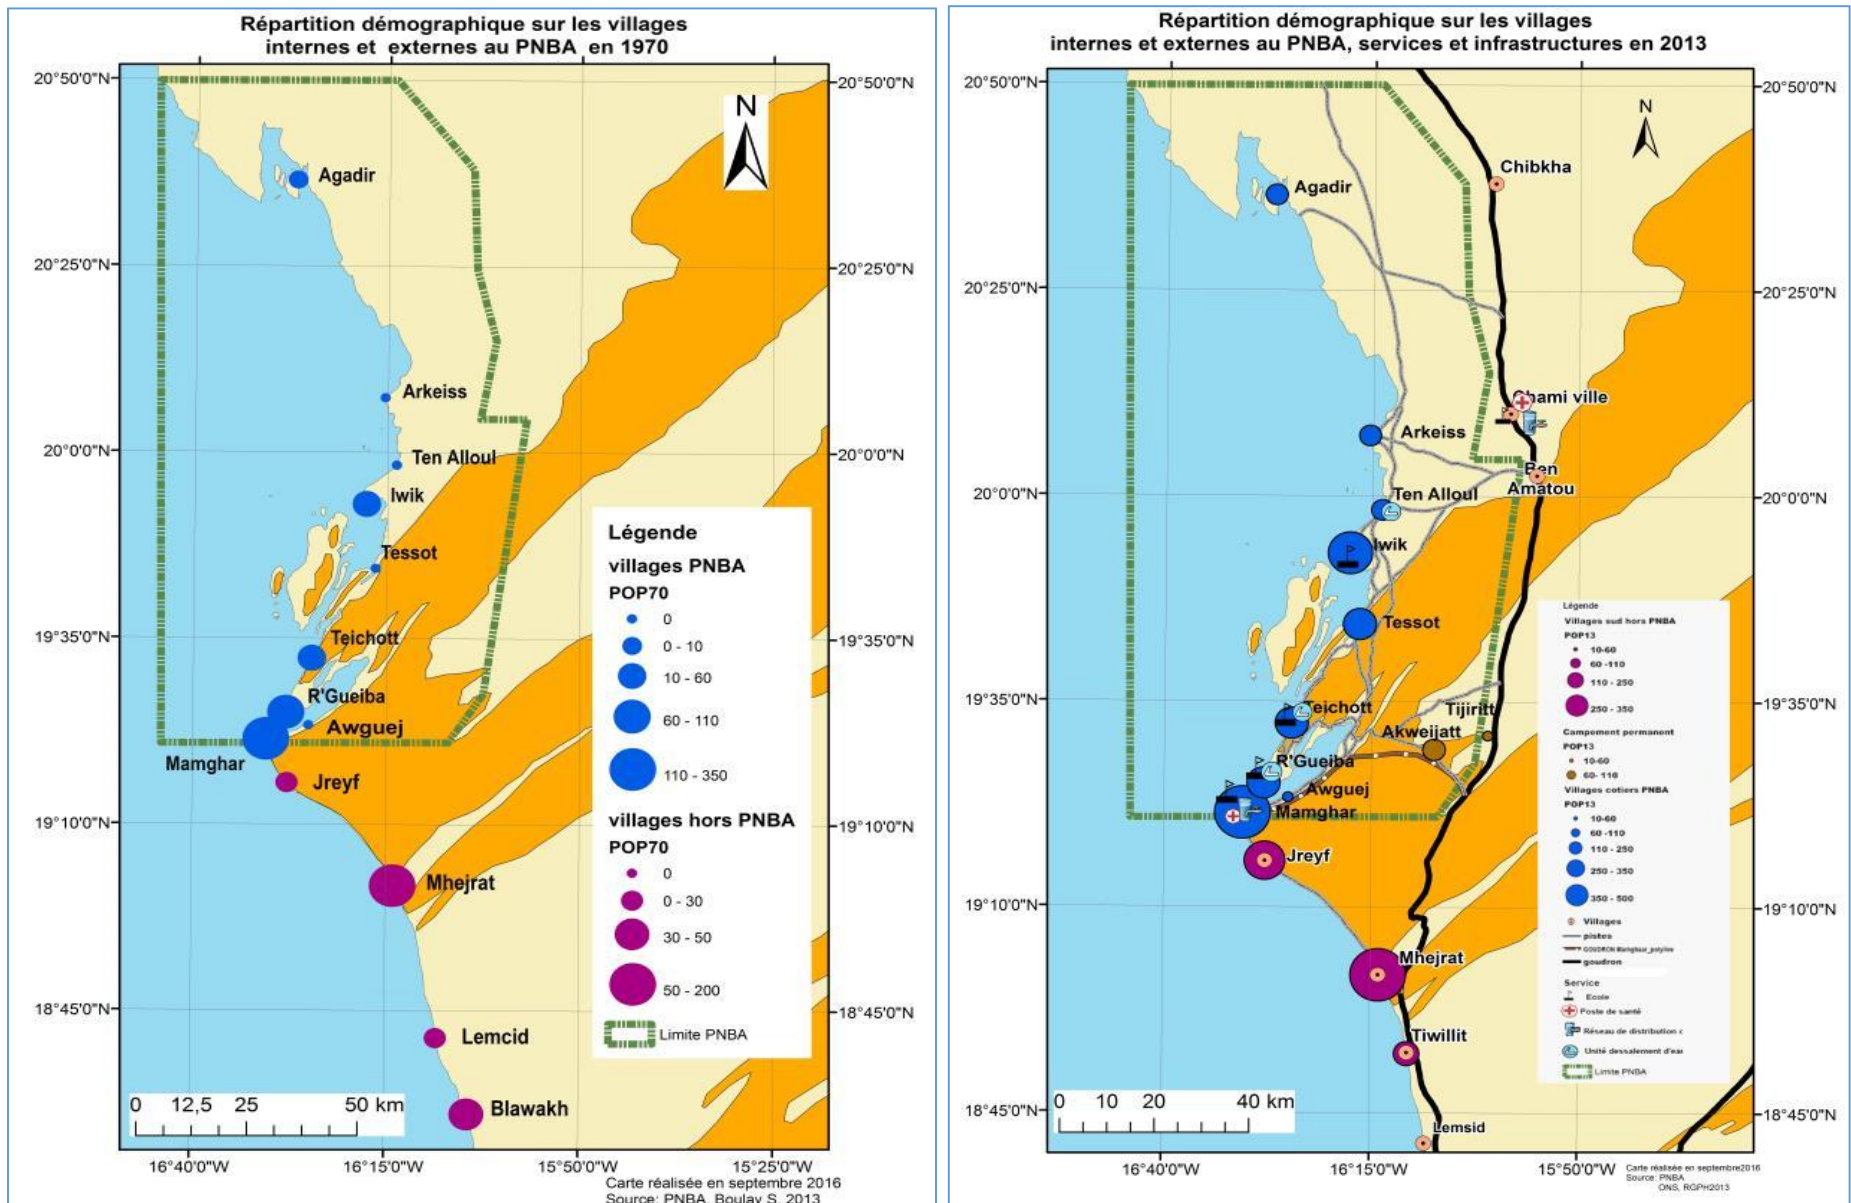 Répartition démographique sur les villages
internes et externes au PNBA en 1970
20°50'0"N
20°50'0"N
N
Agadir
20°25'0"N
20°25'0"N
Arkeiss
Ten Alloul
20°0'0"N
20°0'0"N
Iwik
Tessot
Teichott
19°35'0"N
19°35'0"N
R'Gueiba
Awguej
Mamghar
Jreyf
19°10'0"N
19°10'0"N
Mhejrat
18°45'0"N
18°45'0"N
Lemcid
Blawakh
Légende
villages PNBA
POP70
0
0 - 10
10 - 60
60 - 110
110 - 350
villages hors PNBA
POP70
0
0 - 30
30 - 50
50 - 200
Limite PNBA
0 12,5 25 50 km
16°40'0"W 16°15'0"W 15°50'0"W 15°25'0"W
Carte réalisée en septembre 2016
Source: PNBA, Boulay S. 2013
Répartition démographique sur les villages
internes et externes au PNBA, services et infrastructures en 2013
20°50'0"N
20°50'0"N
N
Chibkha
Agadir
20°25'0"N
20°25'0"N
Chami ville
Arkeiss
Ben
Amatou
Ten Alloul
20°0'0"N
20°0'0"N
Iwik
Tessot
19°35'0"N
19°35'0"N
Teichott
Tijiritt
Akweijatt
R'Gueiba
Awguej
Mamghar
Jreyf
19°10'0"N
19°10'0"N
Mhejrat
Tiwillit
18°45'0"N
18°45'0"N
Lemsid
Légende
Villages sud hors PNBA
POP13
10-60
60 -110
110 - 250
250 - 350
Campement permanent
POP13
10-60
60- 110
Villages cotiers PNBA
POP13
10-60
60 -110
110 - 250
250 - 350
350 - 500
Villages
pistes
GOUDRON Mamghar_polyline
goudron
Service
Ecole
Poste de santé
Réseau de distribution c
Unité dessalement d'eau
Limite PNBA
0 10 20 40 km
16°40'0"W 16°15'0"W 15°50'0"W
Carte réalisée en septembre2016
Source: PNBA
ONS, RGPH2013